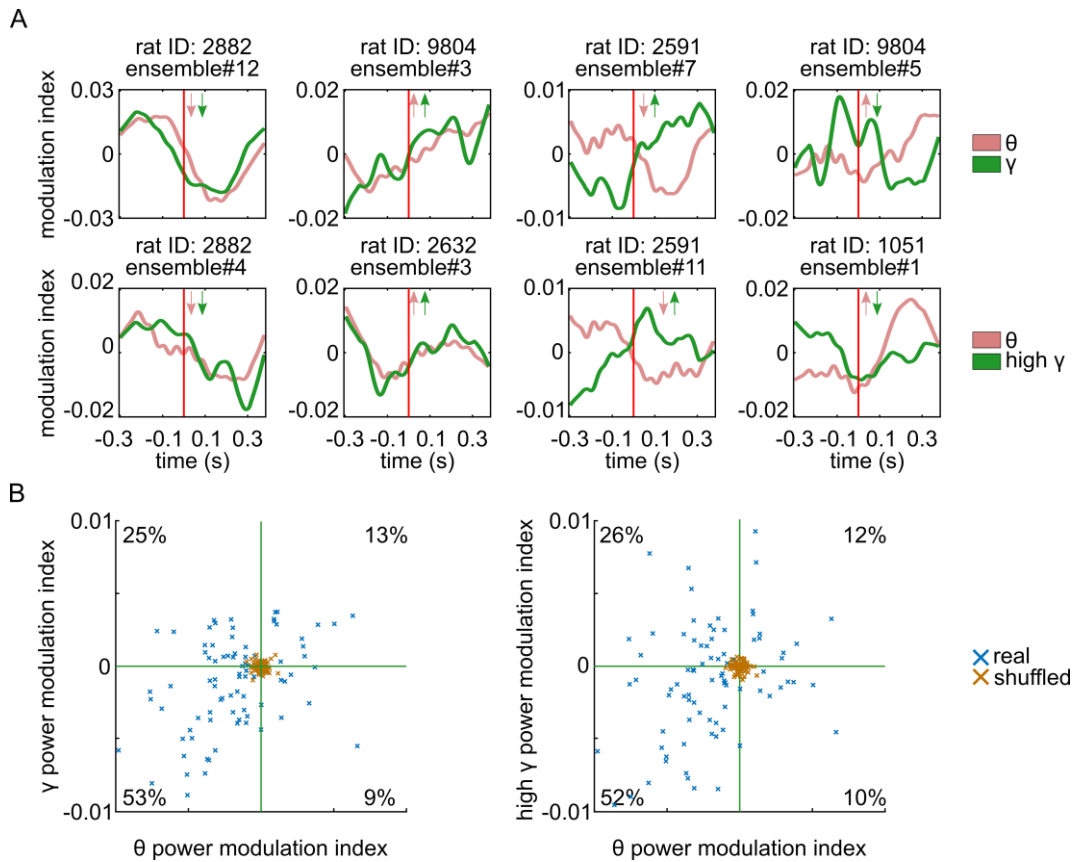 A
rat ID: 2882
ensemble#12
rat ID: 9804
ensemble#3
rat ID: 2591
ensemble#7
rat ID: 9804
ensemble#5
modulation index
0.03
0
-0.03
0.02
0
-0.02
0.01
0
-0.01
0.02
0
-0.02
θ
γ
rat ID: 2882
ensemble#4
rat ID: 2632
ensemble#3
rat ID: 2591
ensemble#11
rat ID: 1051
ensemble#1
modulation index
0.02
0
-0.02
0.02
0
-0.02
0.01
0
-0.01
0.02
0
-0.02
θ
high γ
-0.3 -0.1 0.1 0.3
time (s)
-0.3 -0.1 0.1 0.3
time (s)
-0.3 -0.1 0.1 0.3
time (s)
-0.3 -0.1 0.1 0.3
time (s)
B
γ power modulation index
0.01
0
-0.01
25%
13%
53%
9%
θ power modulation index
high γ power modulation index
0.01
0
-0.01
26%
12%
52%
10%
θ power modulation index
real
shuffled